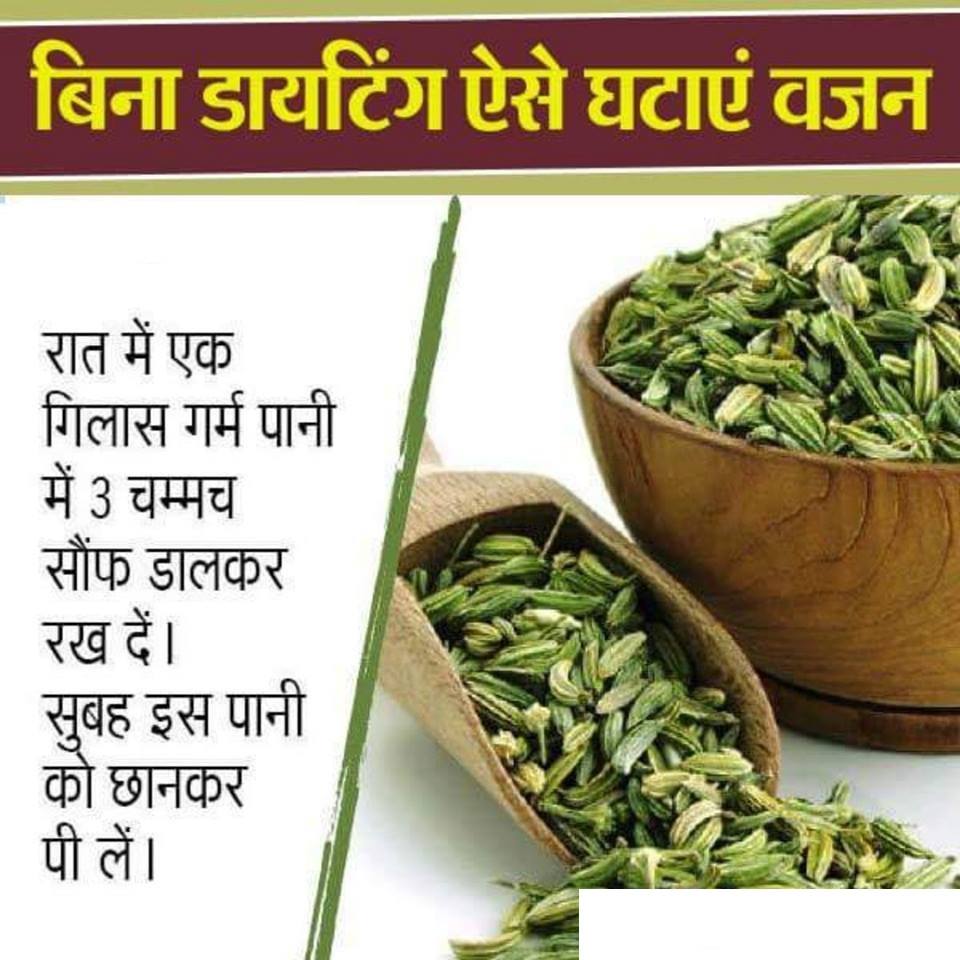 बिना डायटिंग ऐसे घटाएं वजन
रात में एक
गिलास गर्म पानी
में 3 चम्मच
सौंफ डालकर
रख दें।
सुबह इस पानी
को छानकर
पी लें।